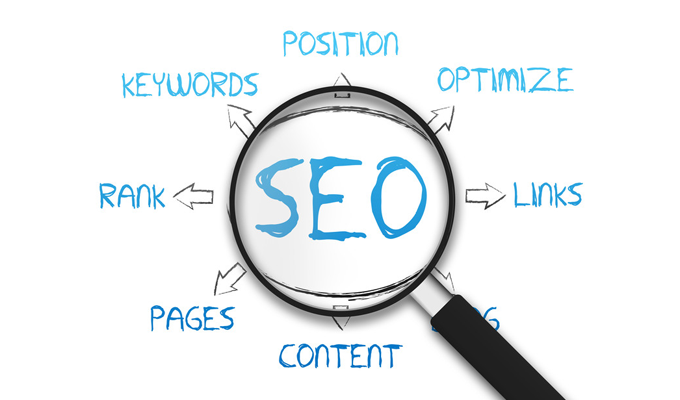 POSITION
KEYWORDS
OPTIMIZE
SEO
RANK
LINKS
PAGES
CONTENT